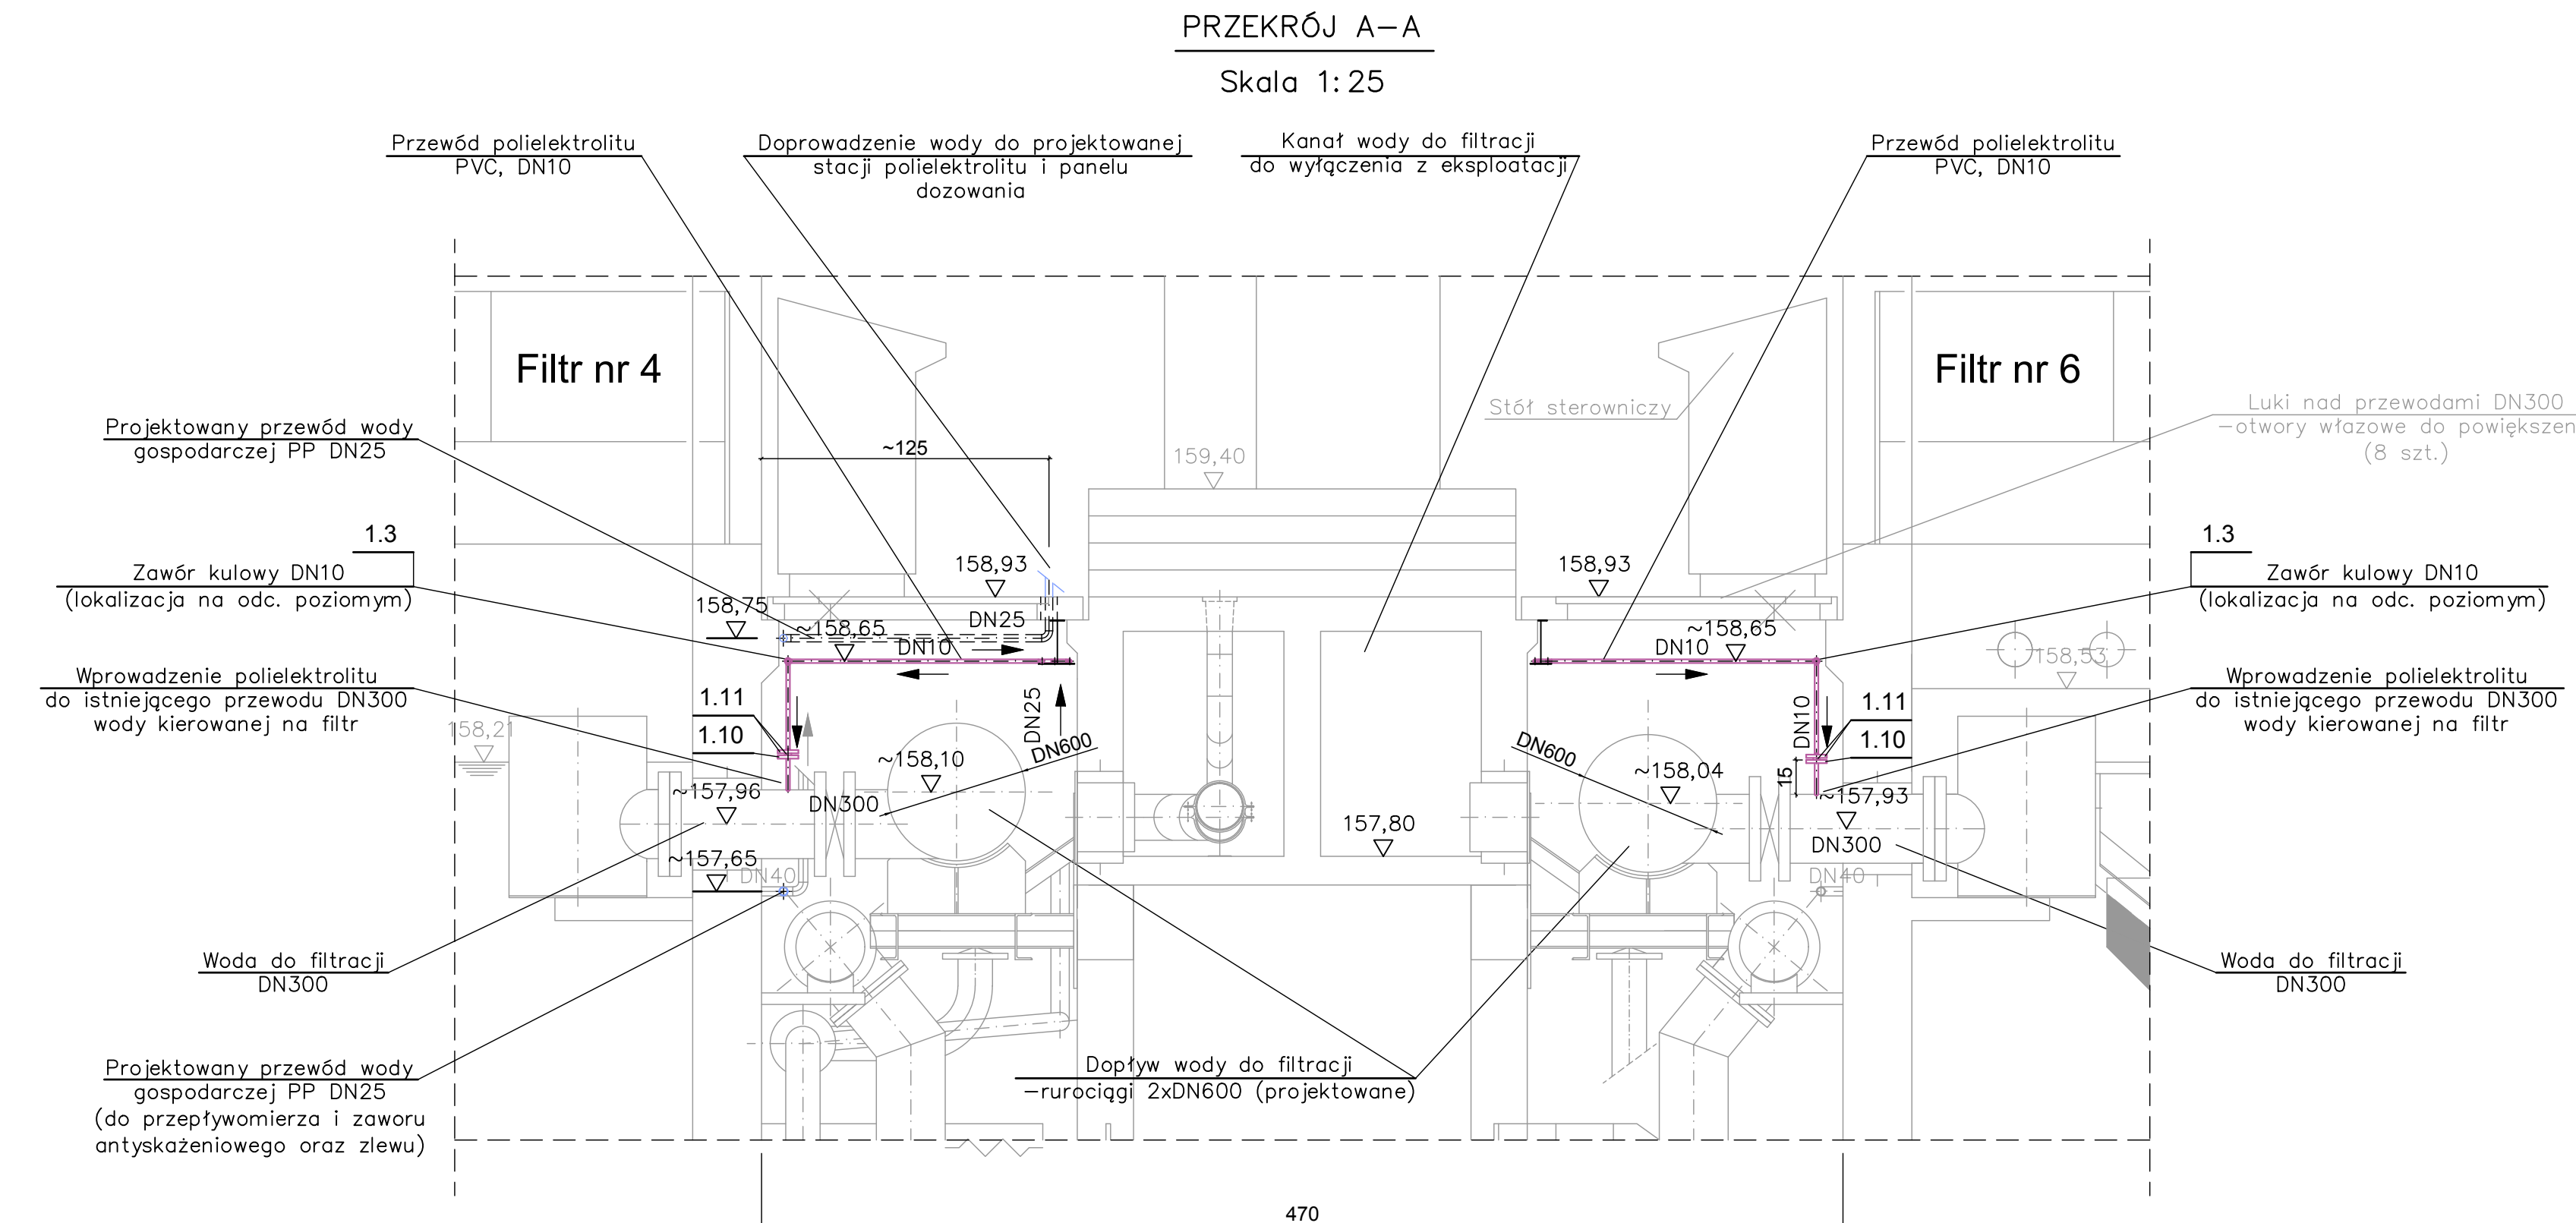 PRZEKRÓJ A-A
Skala 1:25
Przewód polielektrolitu
PVC, DN10
Doprowadzenie wody do projektowanej
stacji polielektrolitu i panelu
dozowania
Kanał wody do filtracji
do wyłączenia z eksploatacji
Przewód polielektrolitu
PVC, DN10
Filtr nr 4
Filtr nr 6
Stół sterowniczy
Luki nad przewodami DN300
-otwory włazowe do
(8 szt.)
Projektowany przewód wody
gospodarczej PP DN25
~125
159,40
1.3
Zawór kulowy DN10
(lokalizacja na odc. poziomym)
158,93
158,93
1.3
Zawór kulowy DN10
(lokalizacja na odc. poziomym)
158,75
~158,65
DN25
DN10
~158,65
DN10
158,53
Wprowadzenie polielektrolitu
do istniejącego przewodu DN300
wody kierowanej na filtr
1.11
1.10
158,21
DN25
DN600
~158,10
~157,96
DN300
DN600
~158,04
DN10
15
1.11
1.10
~157,93
DN300
Wprowadzenie polielektrolitu
do istniejącego przewodu DN300
wody kierowanej na filtr
157,80
~157,65
DN40
DN40
Woda do filtracji
DN300
Woda do filtracji
DN300
Projektowany przewód wody
gospodarczej PP DN25
(do przepływomierza i zaworu
antyskażeniowego oraz zlewu)
Dopływ wody do filtracji
-rurociągi 2xDN600 (projektowane)
470